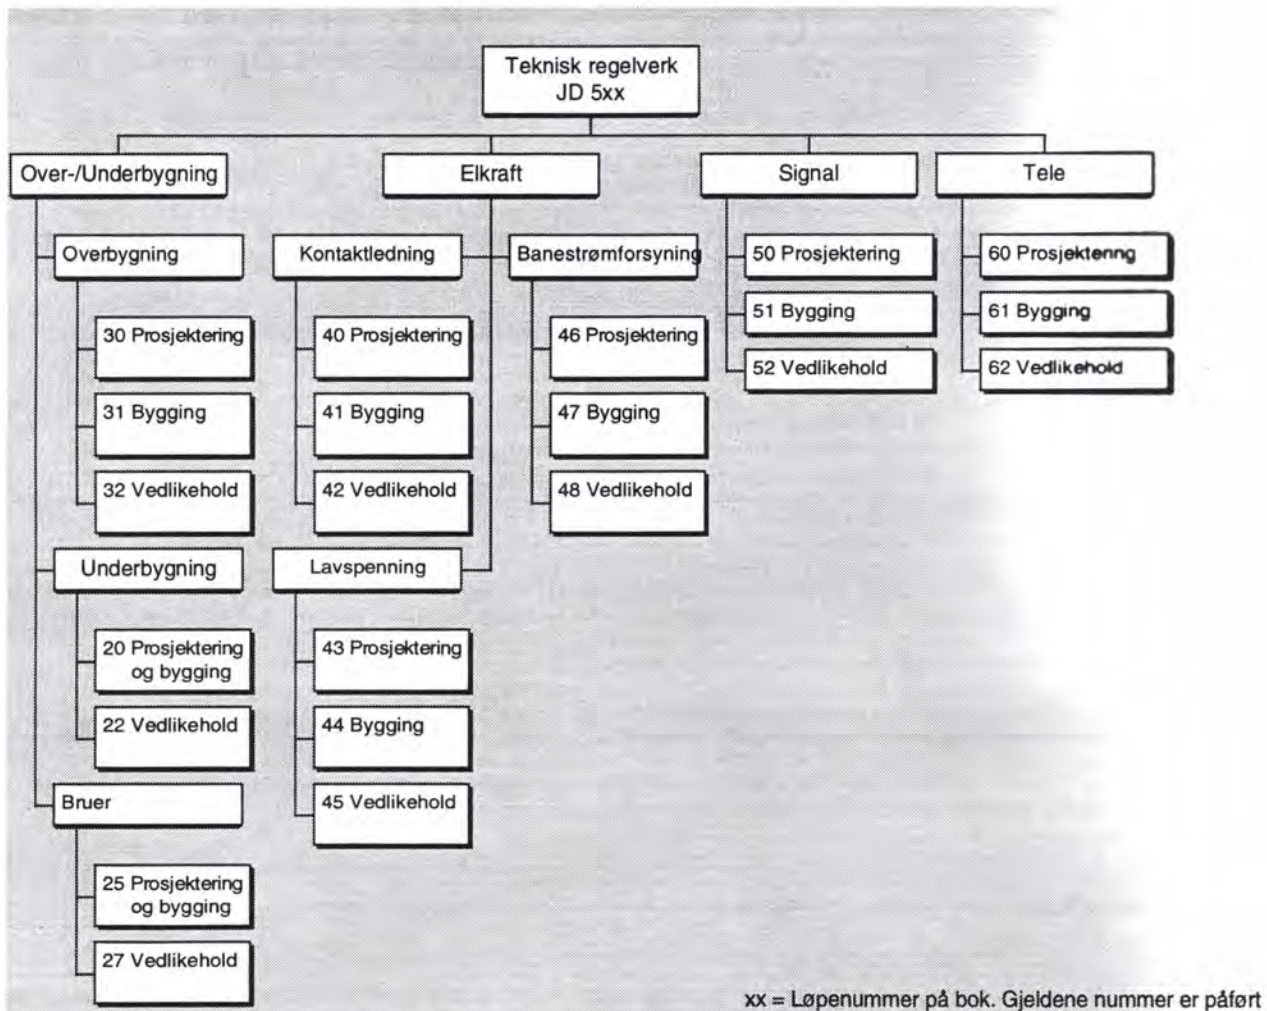 Teknisk regelverk
JD 5xx
Over-/Underbygning
Elkraft
Signal
Tele
Overbygning
30 Prosjektering
31 Bygging
32 Vedlikehold
Underbygning
20 Prosjektering
og bygging
22 Vedlikehold
Bruer
25 Prosjektering
og bygging
27 Vedlikehold
Kontaktledning
40 Prosjektering
41 Bygging
42 Vedlikehold
Lavspenning
43 Prosjektering
44 Bygging
45 Vedlikehold
Banestrømforsyning
46 Prosjektering
47 Bygging
48 Vedlikehold
50 Prosjektering
51 Bygging
52 Vedlikehold
60 Prosjektering
61 Bygging
62 Vedlikehold
xx = Løpenummer på bok. Gjeldene nummer er påført